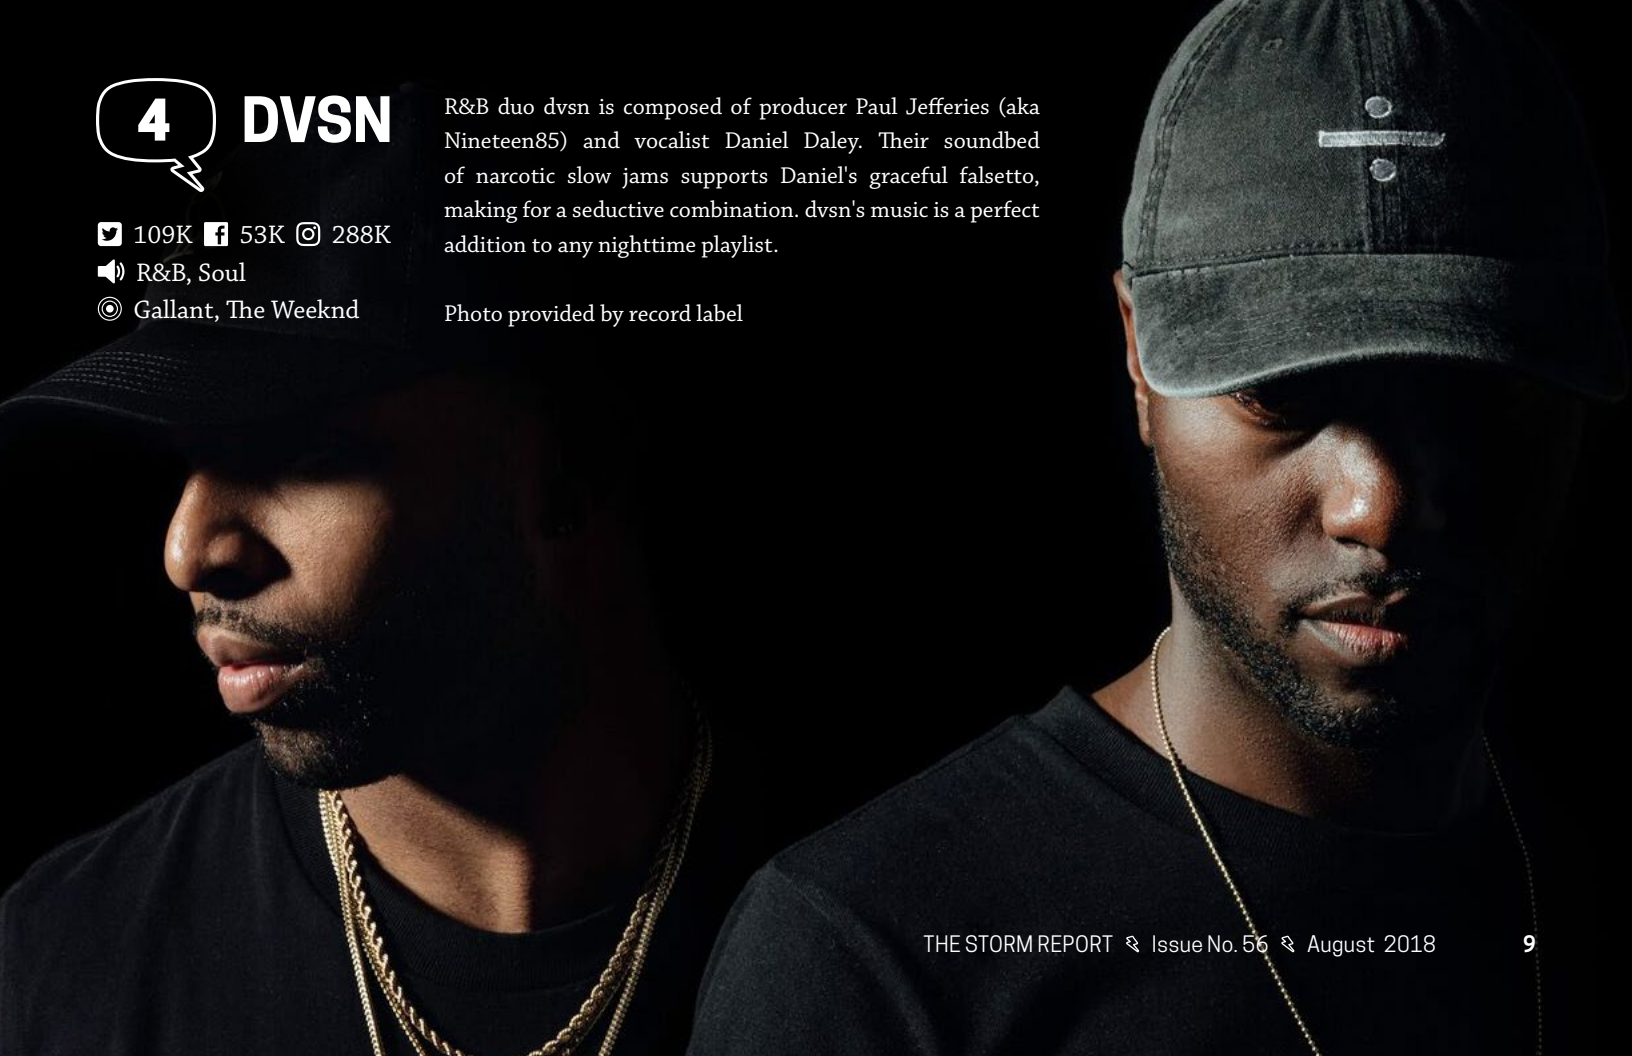 4 DVSN
109K 53K 288K
R&B, Soul
Gallant, The Weeknd
R&B duo dvsn is composed of producer Paul Jefferies (aka
Nineteen85) and vocalist Daniel Daley. Their soundbed
of narcotic slow jams supports Daniel's graceful falsetto,
making for a seductive combination. dvsn's music is a perfect
addition to any nighttime playlist.
Photo provided by record label
THE STORM REPORT Issue No. 56 August 2018 9